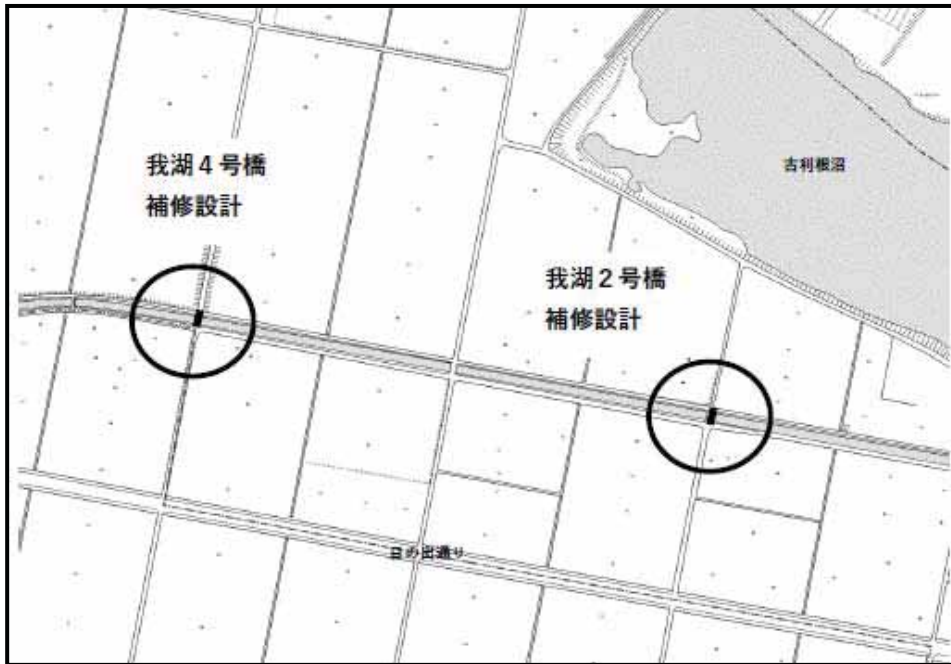 我湖４号橋
補修設計
古利根沼
我湖２号橋
補修設計
日の出通り